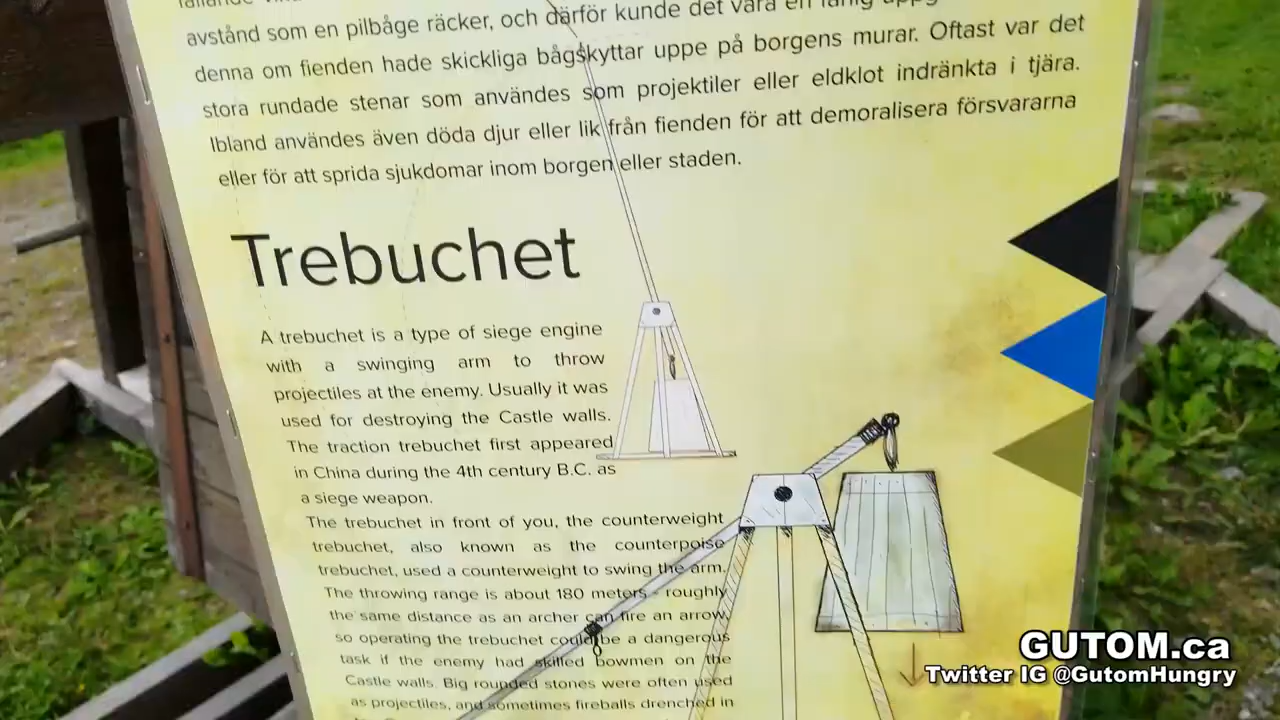 avstånd som en pilbåge räcker, och därför kunde det vara en
denna om fienden hade skickliga bågskyttar uppe på borgens murar. Oftast var det
stora rundade stenar som användes som projektiler eller eldklot indränkta i tjära.
Ibland användes även döda djur eller lik från fienden för att demoralisera försvararna
eller för att sprida sjukdomar inom borgen eller staden.
Trebuchet
A trebuchet is a type of siege engine
with a swinging arm to throw
projectiles at the enemy. Usually it was
used for destroying the Castle walls.
The traction trebuchet first appeared
in China during the 4th century B.C. as
a siege weapon.
The trebuchet in front of you, the counterweight
trebuchet, also known as the counterpoise
trebuchet, used a counterweight to swing the arm.
The throwing range is about 180 meters - roughly
the same distance as an archer can fire an arrow,
so operating the trebuchet could be a dangerous
task if the enemy had skilled bowmen on the
Castle walls. Big rounded stones were often used
as projectiles, and sometimes fireballs drenched in
GUTOM.ca
Twitter IG @GutomHungry